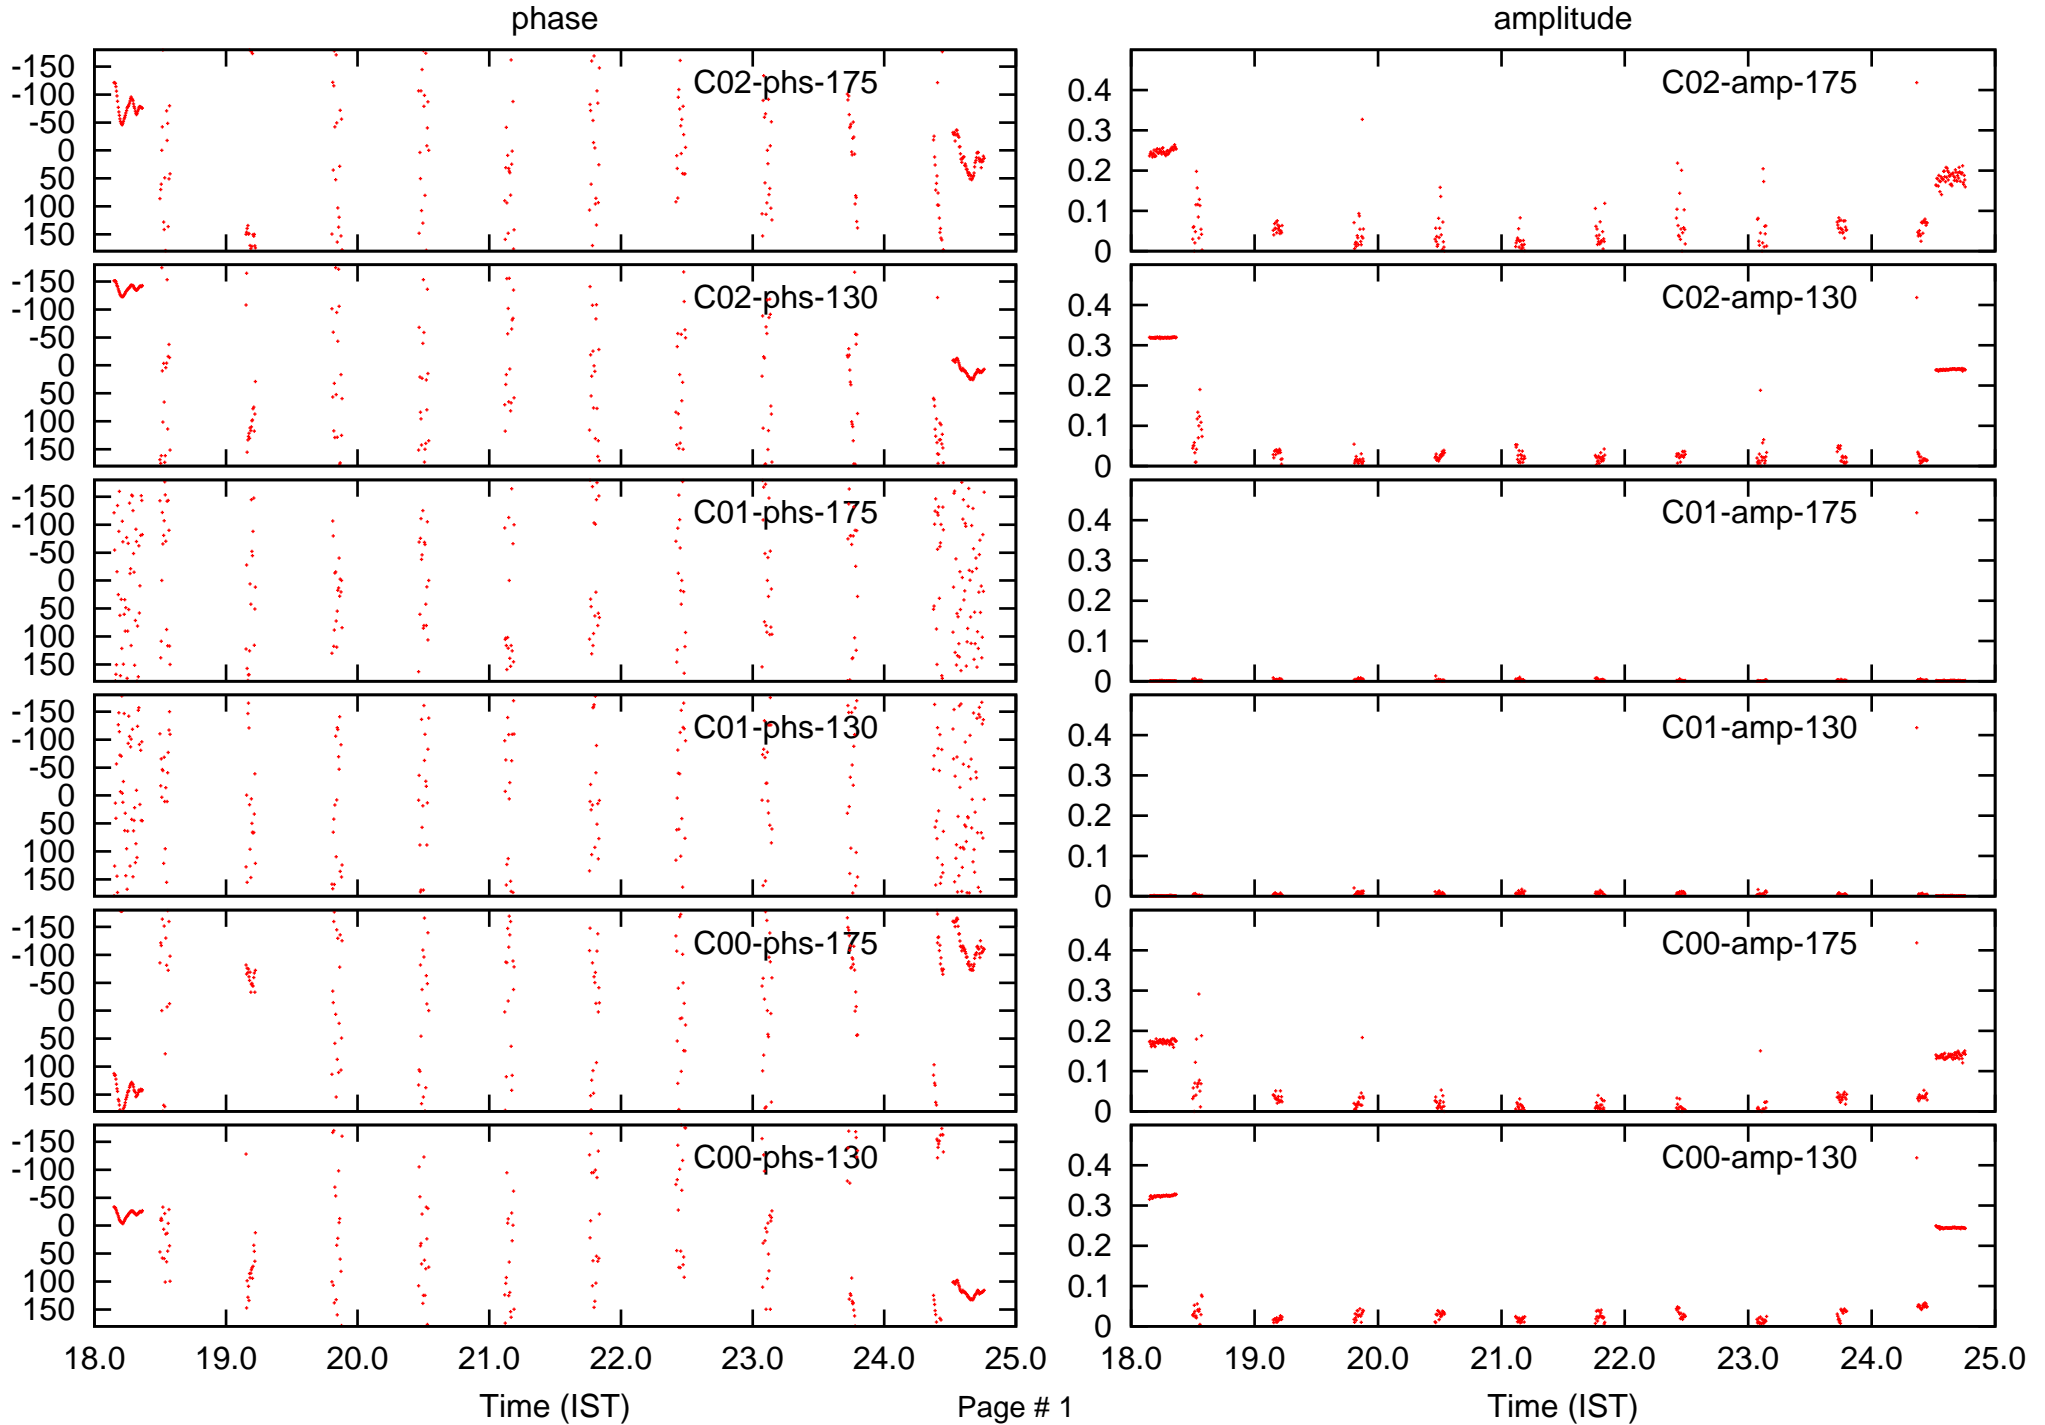 phase amplitude
-150 -100 -50 0 50 100 150 C02-phs-175 0.4 0.3 0.2 0.1 0 C02-amp-175
-150 -100 -50 0 50 100 150 C02-phs-130 0.4 0.3 0.2 0.1 0 C02-amp-130
-150 -100 -50 0 50 100 150 C01-phs-175 0.4 0.3 0.2 0.1 0 C01-amp-175
-150 -100 -50 0 50 100 150 C01-phs-130 0.4 0.3 0.2 0.1 0 C01-amp-130
-150 -100 -50 0 50 100 150 C00-phs-175 0.4 0.3 0.2 0.1 0 C00-amp-175
-150 -100 -50 0 50 100 150 C00-phs-130 0.4 0.3 0.2 0.1 0 C00-amp-130
18.0 19.0 20.0 21.0 22.0 23.0 24.0 25.0 18.0 19.0 20.0 21.0 22.0 23.0 24.0 25.0
Time (IST) Page # 1 Time (IST)